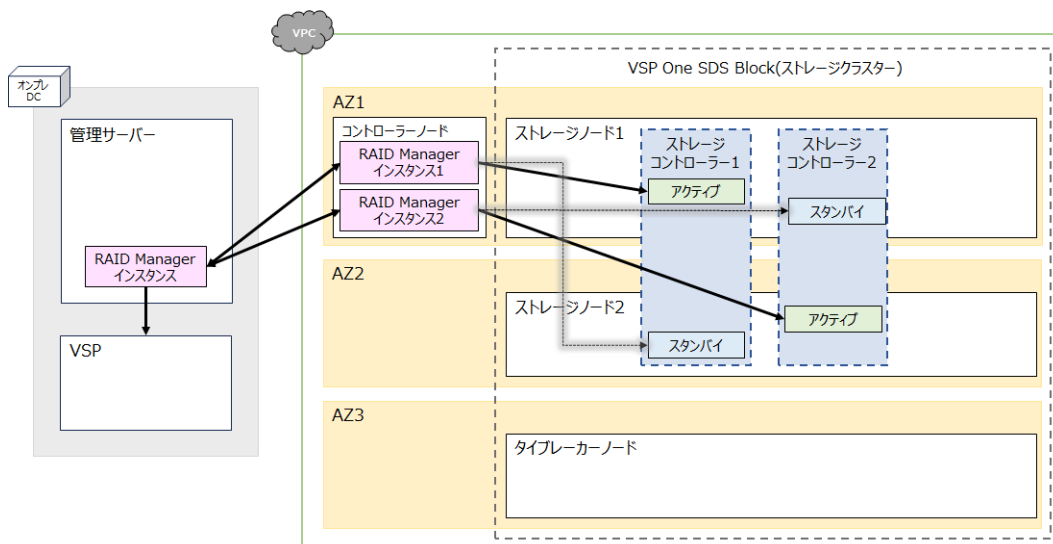 VPC
VSP One SDS Block(ストレージクラスター)
オンプレ
DC
管理サーバー
RAID Manager
インスタンス
VSP
AZ1
コントローラーノード
RAID Manager
インスタンス1
RAID Manager
インスタンス2
ストレージノード1
ストレージ
コントローラー1
アクティブ
ストレージ
コントローラー2
スタンバイ
AZ2
ストレージノード2
スタンバイ
アクティブ
AZ3
タイブレーカーノード